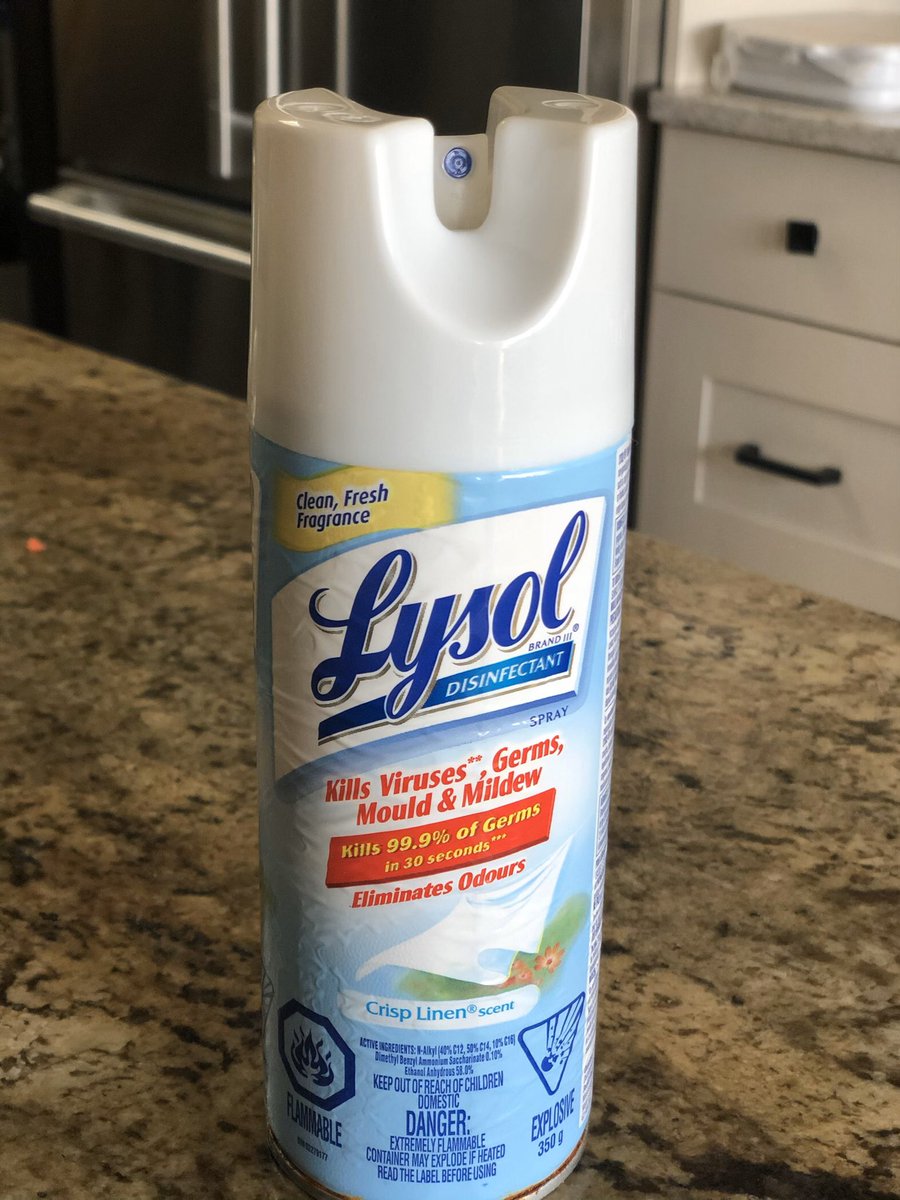 Clean, Fresh
Fragrance
Lysol
BRAND III®
DISINFECTANT
SPRAY
Kills Viruses**, Germs,
Mould & Mildew
Kills 99.9% of Germs
in 30 seconds***
Eliminates Odours
Crisp Linen® scent
ACTIVE INGREDIENTS: N-Alkyl (40% C12, 50% C14, 10% C16)
Dimethyl Benzyl Ammonium Saccharinate 0.10%
Ethanol Anhydrous 58.0%
KEEP OUT OF REACH OF CHILDREN
DOMESTIC
DANGER:
EXTREMELY FLAMMABLE
CONTAINER MAY EXPLODE IF HEATED
READ THE LABEL BEFORE USING
FLAMMABLE
EXPLOSIVE
350 g